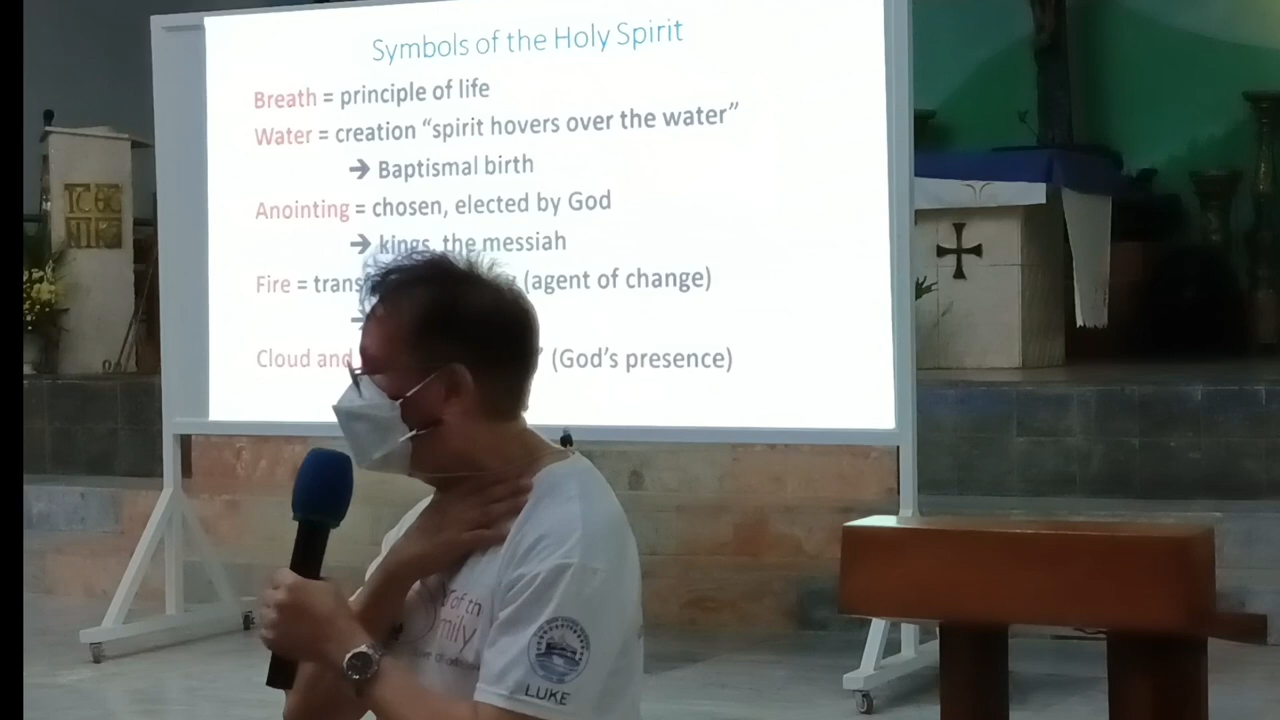 Symbols of the Holy Spirit
Breath = principle of life
Water = creation “spirit hovers over the water”
➔ Baptismal birth
Anointing = chosen, elected by God
➔ kings, the messiah
Fire = (agent of change)
Cloud and (God’s presence)
LUKE